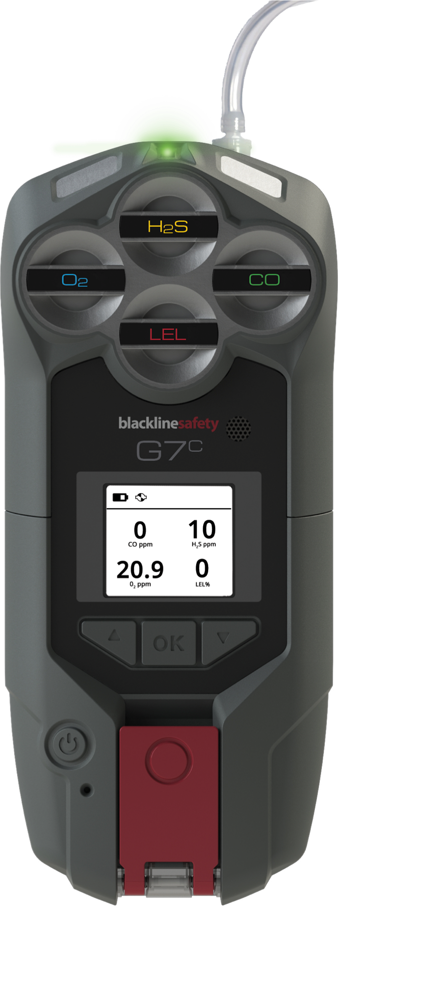 H2S
O2
CO
LEL
blacklinesafety
G7c
0 10
CO ppm H2S ppm
20.9 0
O2 ppm LEL%
OK